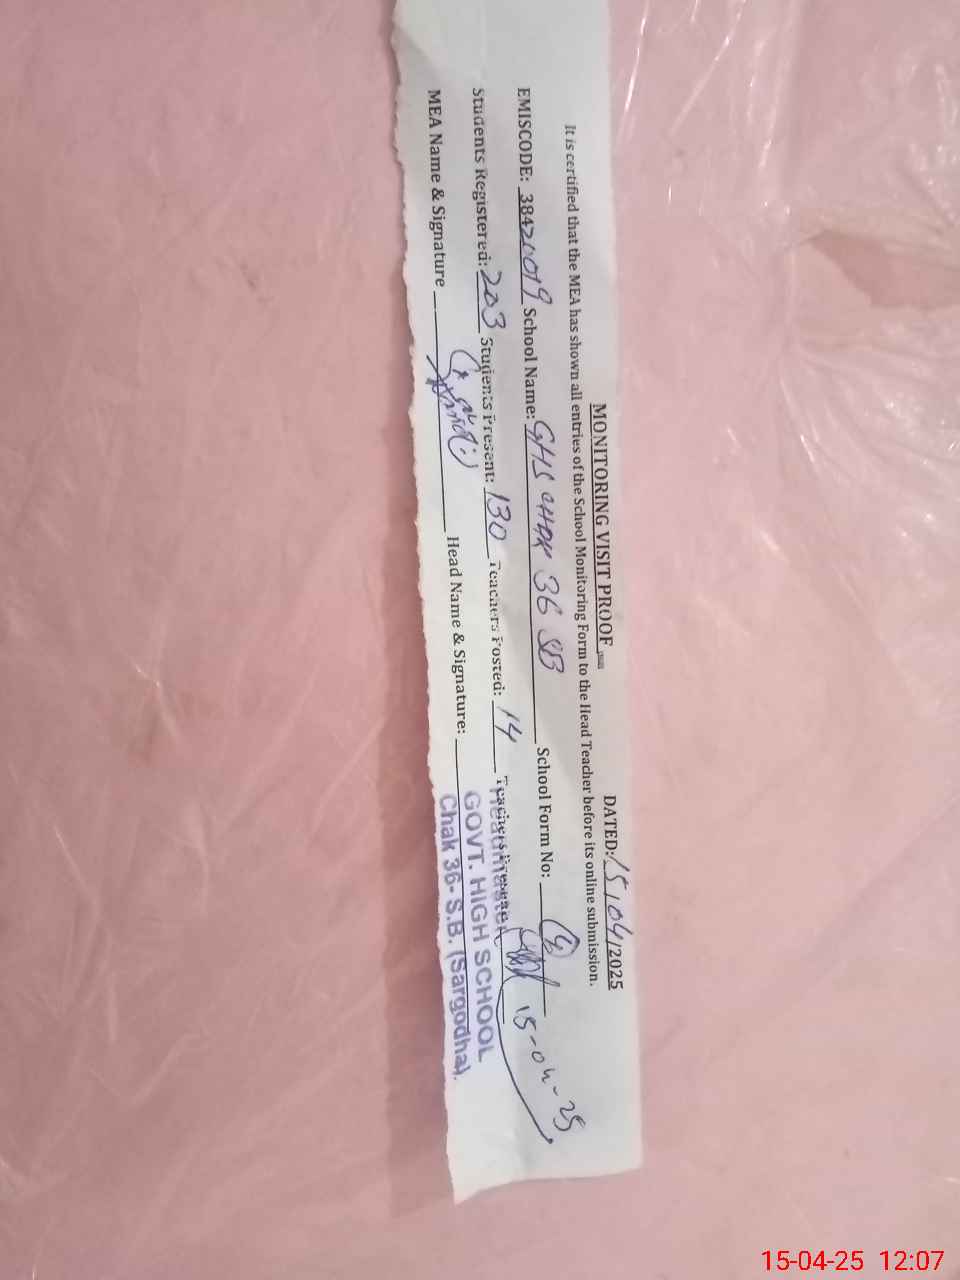 MONITORING VISIT PROOF DATED: 15/04/2025
It is certified that the MEA has shown all entries of the School Monitoring Form to the Head Teacher before its online submission.
EMISCODE: 38420019 School Name: GHS CHAK 36 SB School Form No:
Students Registered: 203 Students Present: 130 Teachers Posted: 14 Teachers Present
MEA Name & Signature Head Name & Signature:
15-04-25
Headmaster
GOVT. HIGH SCHOOL
Chak 36- S.B. (Sargodha).
15-04-25 12:07